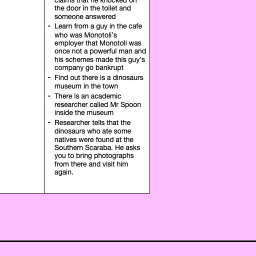 claims that he knocked on
the door in the toilet and
someone answered
- Learn from a guy in the cafe
who was Monotoli's
employer that Monotoli was
once not a powerful man and
his schemes made this guy's
company go bankrupt
- Find out there is a dinosaurs
museum in the town
- There is an academic
researcher called Mr Spoon
inside the museum
- Researcher tells that the
dinosaurs who ate some
natives were found at the
Southern Scaraba. He asks
you to bring photographs
from there and visit him
again.